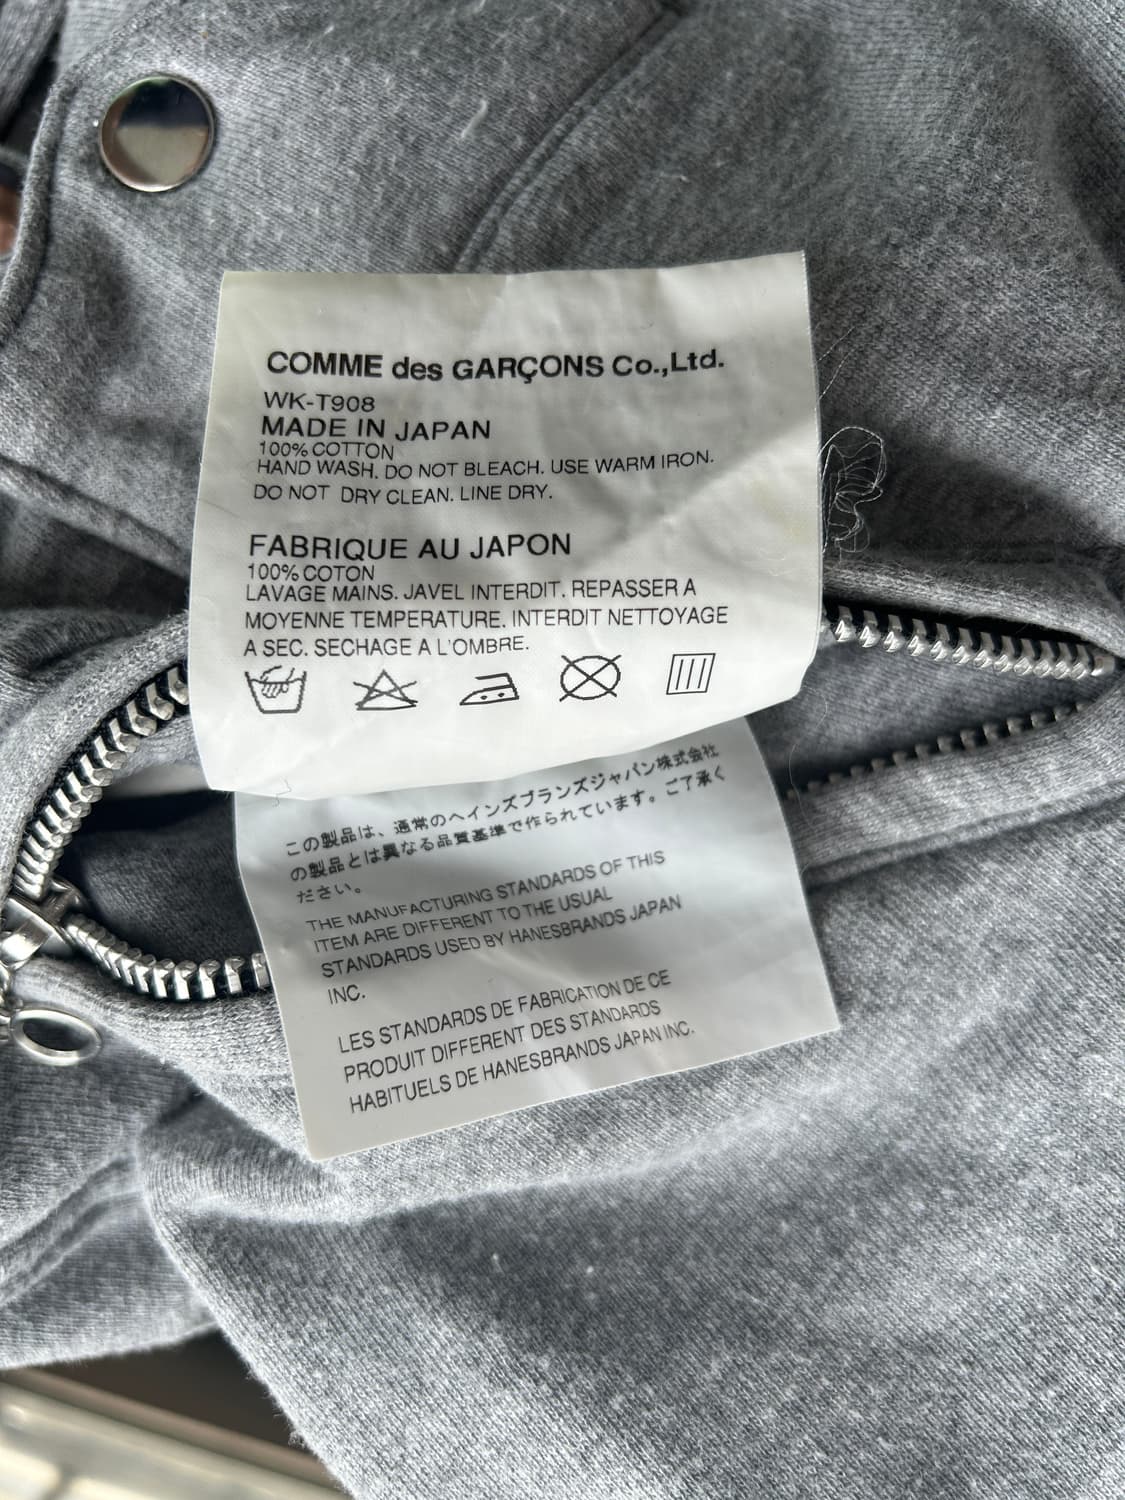 COMME des GARÇONS Co.,Ltd.
WK-T908
MADE IN JAPAN
100% COTTON
HAND WASH. DO NOT BLEACH. USE WARM IRON.
DO NOT DRY CLEAN. LINE DRY.
FABRIQUE AU JAPON
100% COTON
LAVAGE MAINS. JAVEL INTERDIT. REPASSER A
MOYENNE TEMPERATURE. INTERDIT NETTOYAGE
A SEC. SECHAGE A L'OMBRE.
この製品は、通常のヘインズブランズジャパン株式会社
の製品とは異なる品質基準で作られています。ご了承く
ださい。
THE MANUFACTURING STANDARDS OF THIS
ITEM ARE DIFFERENT TO THE USUAL
STANDARDS USED BY HANESBRANDS JAPAN
INC.
LES STANDARDS DE FABRICATION DE CE
PRODUIT DIFFERENT DES STANDARDS
HABITUELS DE HANESBRANDS JAPAN INC.